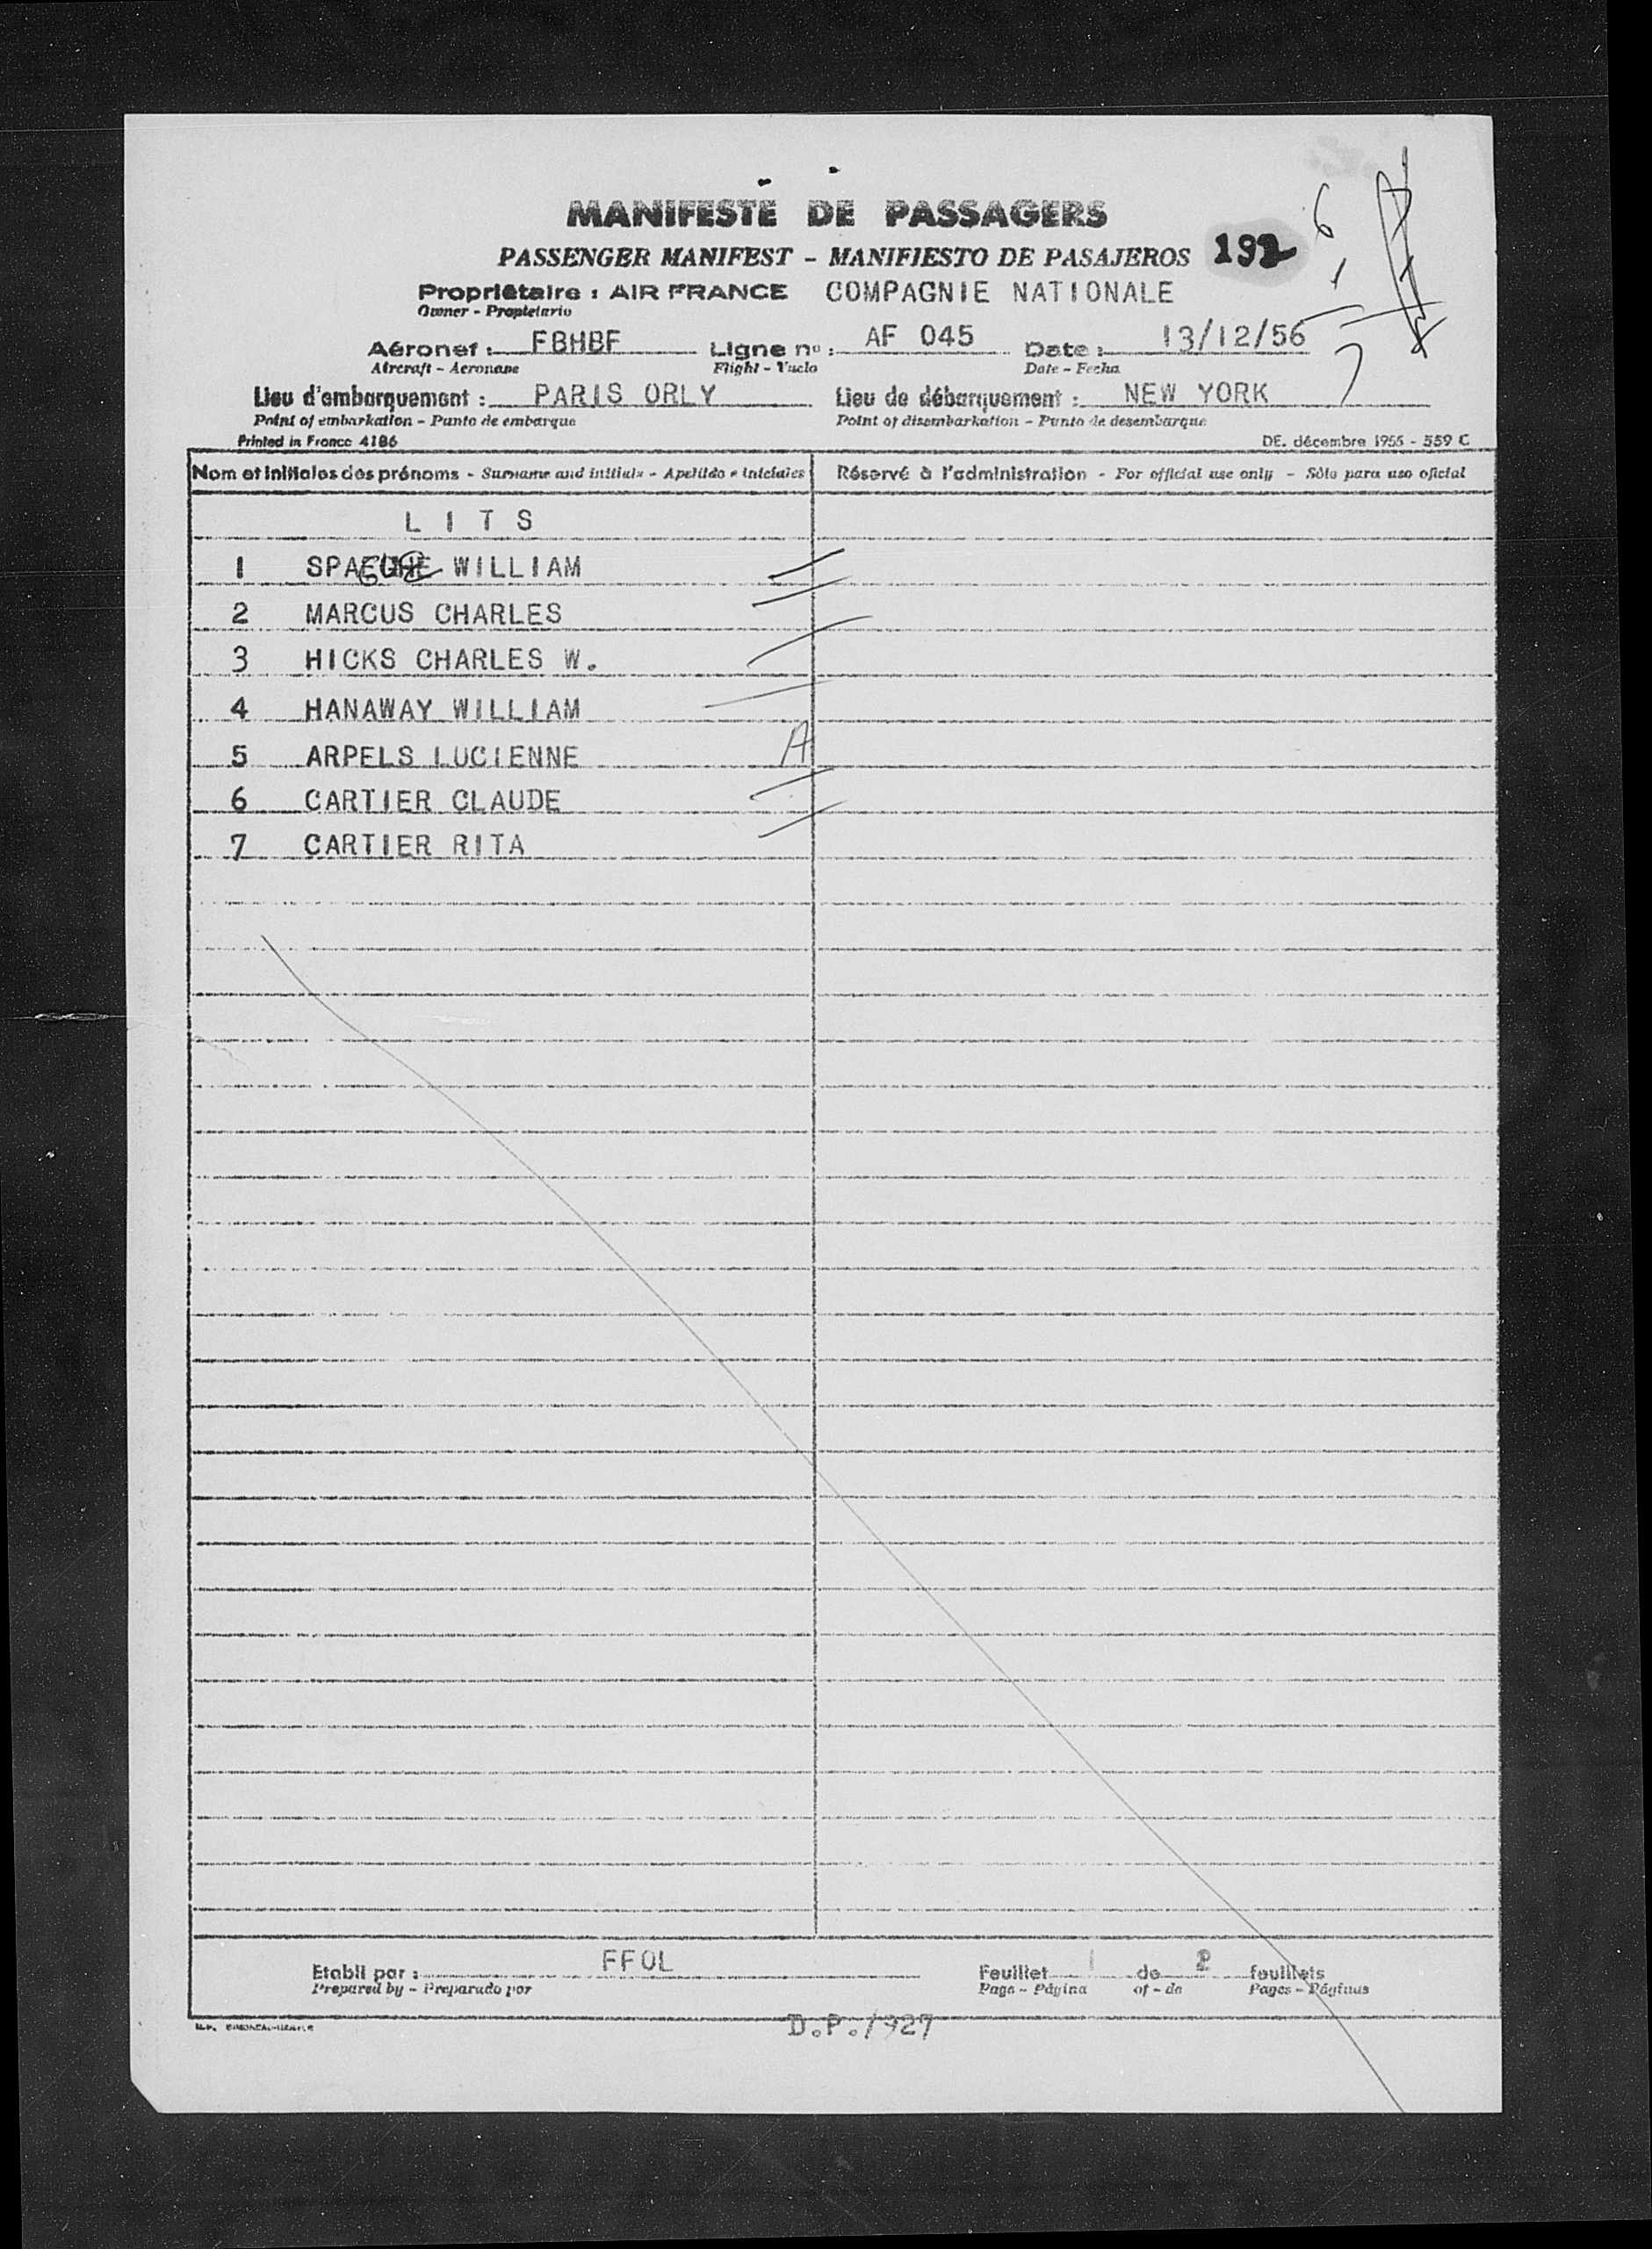 MANIFESTE DE PASSAGERS
PASSENGER MANIFEST - MANIFIESTO DE PASAJEROS 192
6
1
7
Propriétaire : AIR FRANCE COMPAGNIE NATIONALE
Owner - Propietario
Aéronef : FBHBF Ligne no : AF 045 Date : 13/12/56
Aircraft - Aeronave Flight - Vuelo Date - Fecha
Lieu d'embarquement : PARIS ORLY Lieu de débarquement : NEW YORK
Point of embarkation - Punto de embarque Point of disembarkation - Punto de desembarque
Printed in France 4186 DE. décembre 1955 - 559 C
Nom et initiales des prénoms - Surname and initials - Apellido e iniciales Réservé à l'administration - For official use only - Sólo para uso oficial
L I T S
1 WILLIAM
2 MARCUS CHARLES
3 HICKS CHARLES W.
4 HANAWAY WILLIAM
5 ARPELS LUCIENNE A
6 CARTIER CLAUDE
7 CARTIER RITA
Etabli par : FFOL Feuillet 1 de 2 feuillets
Prepared by - Preparado por Page - Página of - de Pages - Páginas
D.P./927